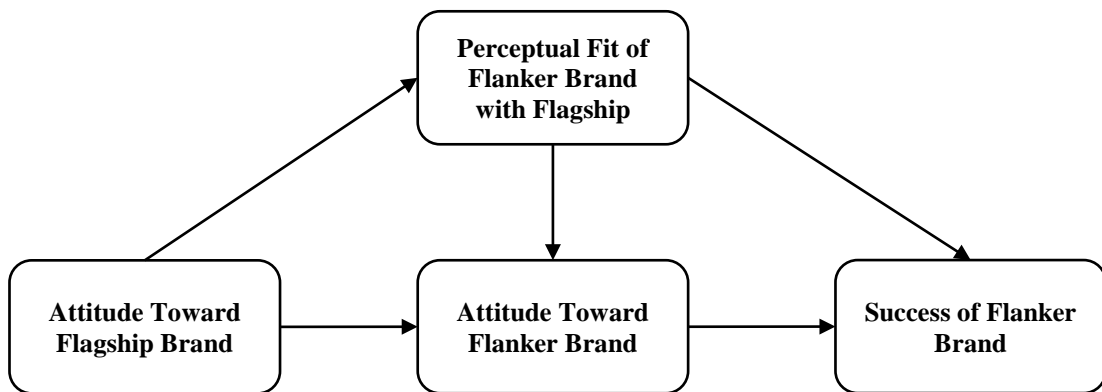 Perceptual Fit of
Flanker Brand
with Flagship
Attitude Toward
Flagship Brand
Attitude Toward
Flanker Brand
Success of Flanker
Brand